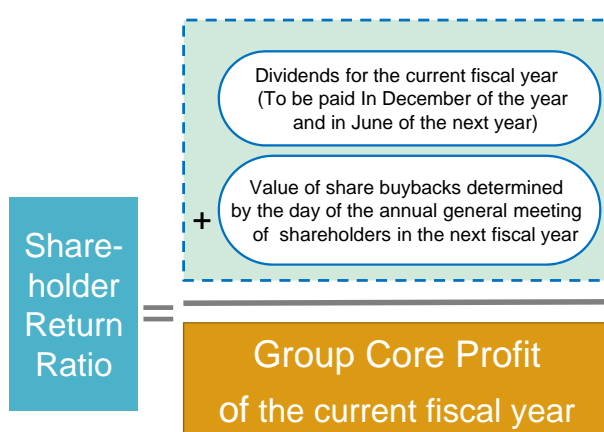 Dividends for the current fiscal year
(To be paid In December of the year
and in June of the next year)
+
Value of share buybacks determined
by the day of the annual general meeting
of shareholders in the next fiscal year
Share-
holder
Return
Ratio
=
Group Core Profit
of the current fiscal year